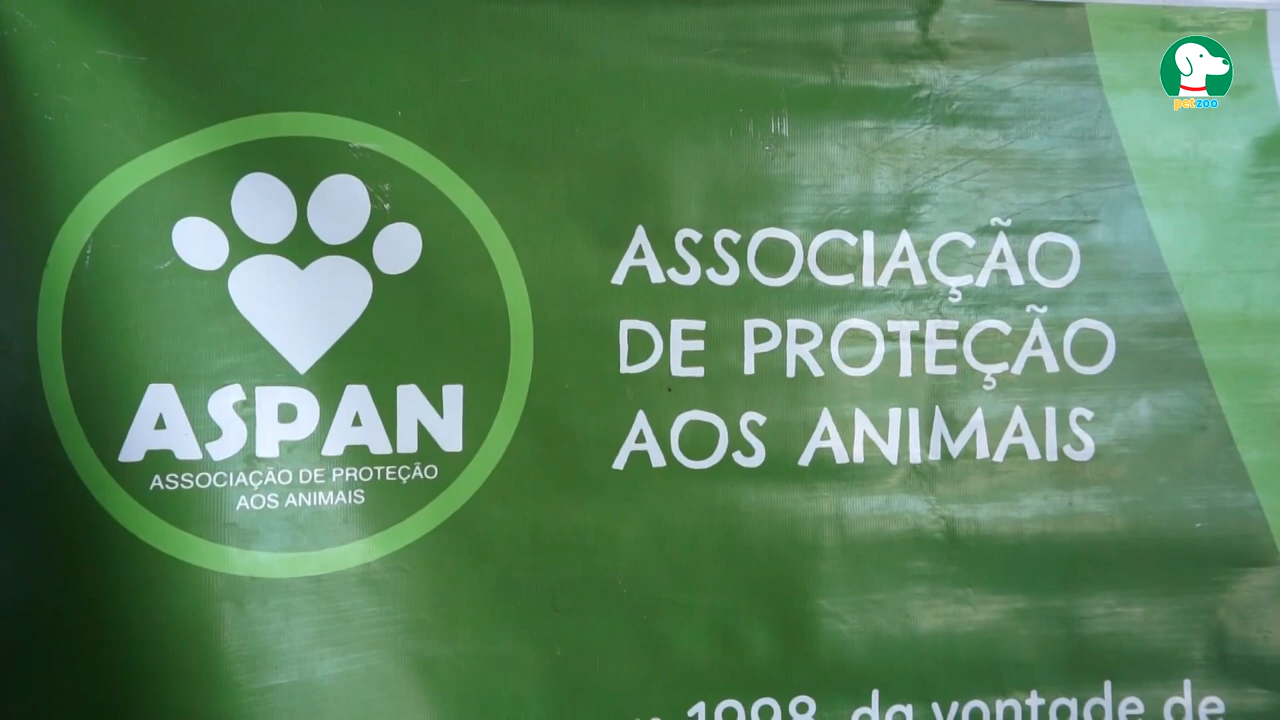 petzoo
ASPAN
ASSOCIAÇÃO DE PROTEÇÃO
AOS ANIMAIS
ASSOCIAÇÃO
DE PROTEÇÃO
AOS ANIMAIS
1998, da vontade de